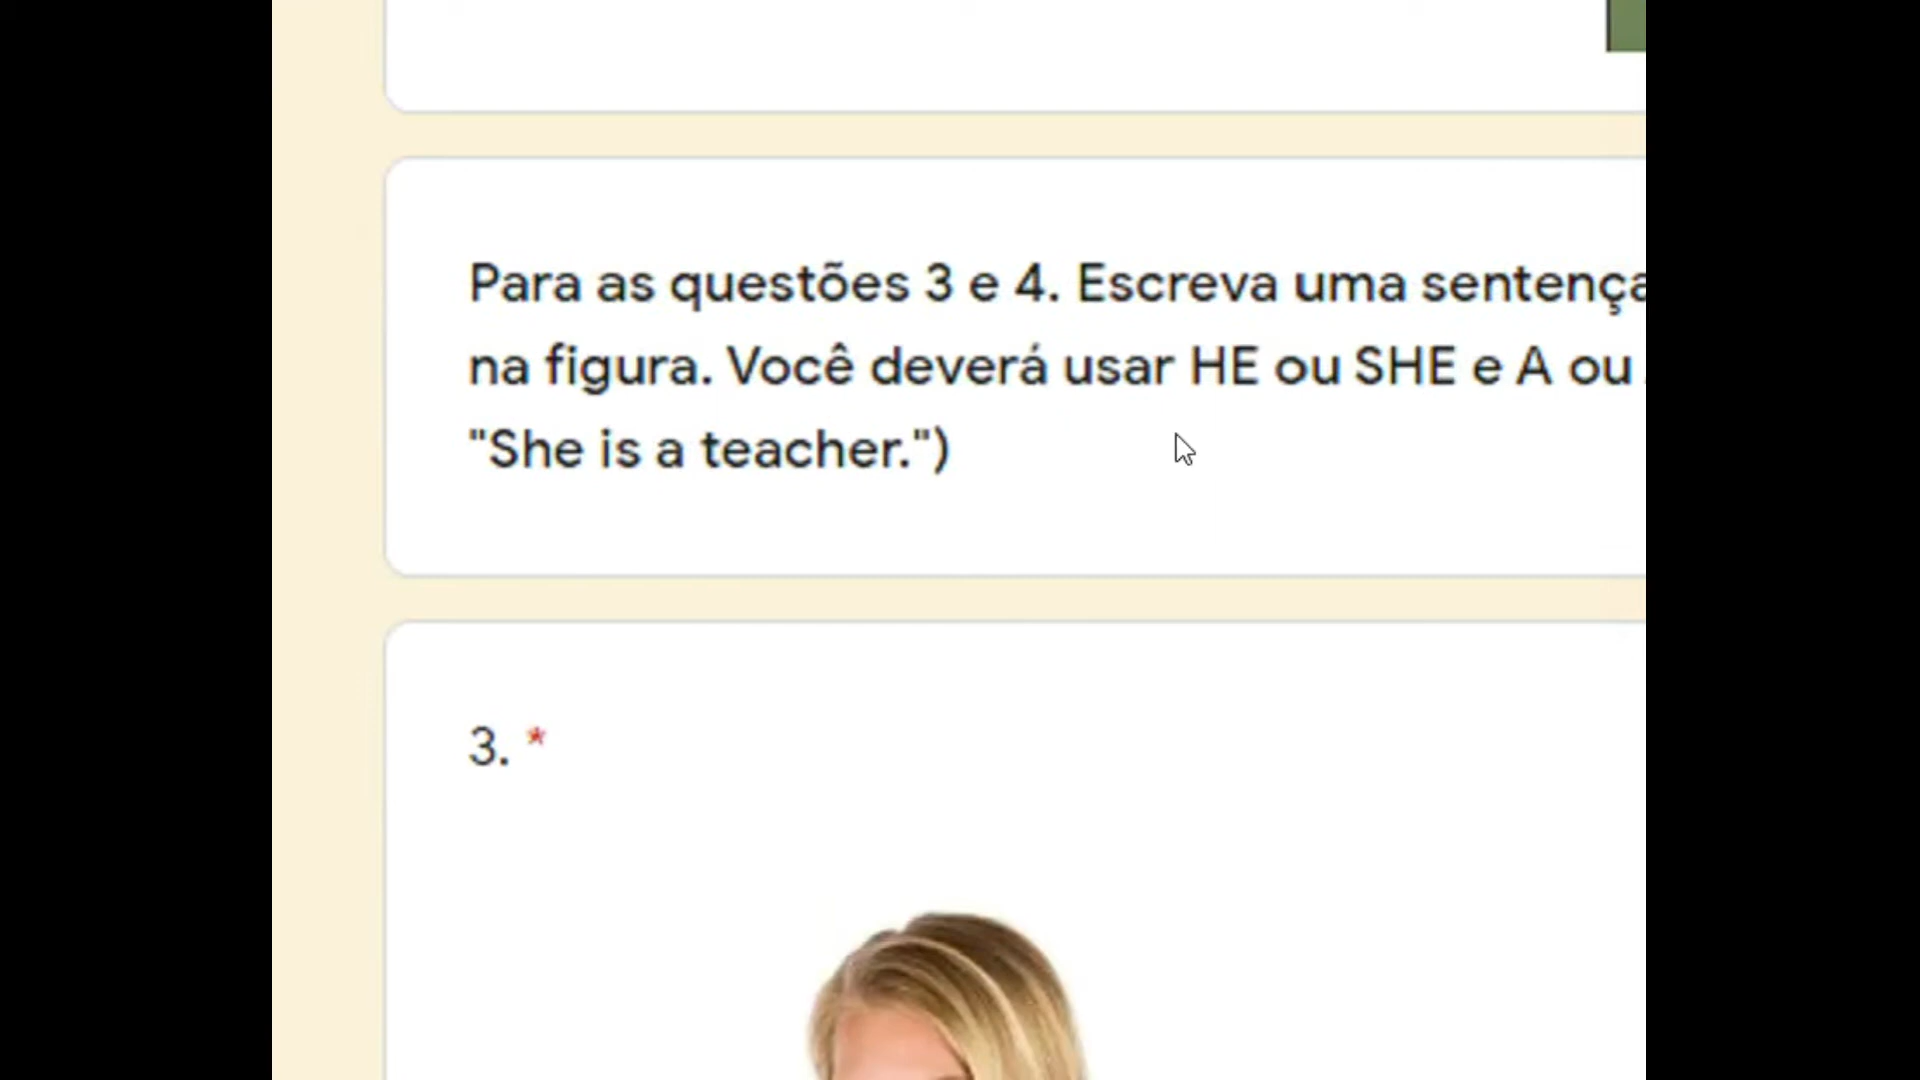 Para as questões 3 e 4. Escreva uma sentença
na figura. Você deverá usar HE ou SHE e A ou
"She is a teacher.")
3. *